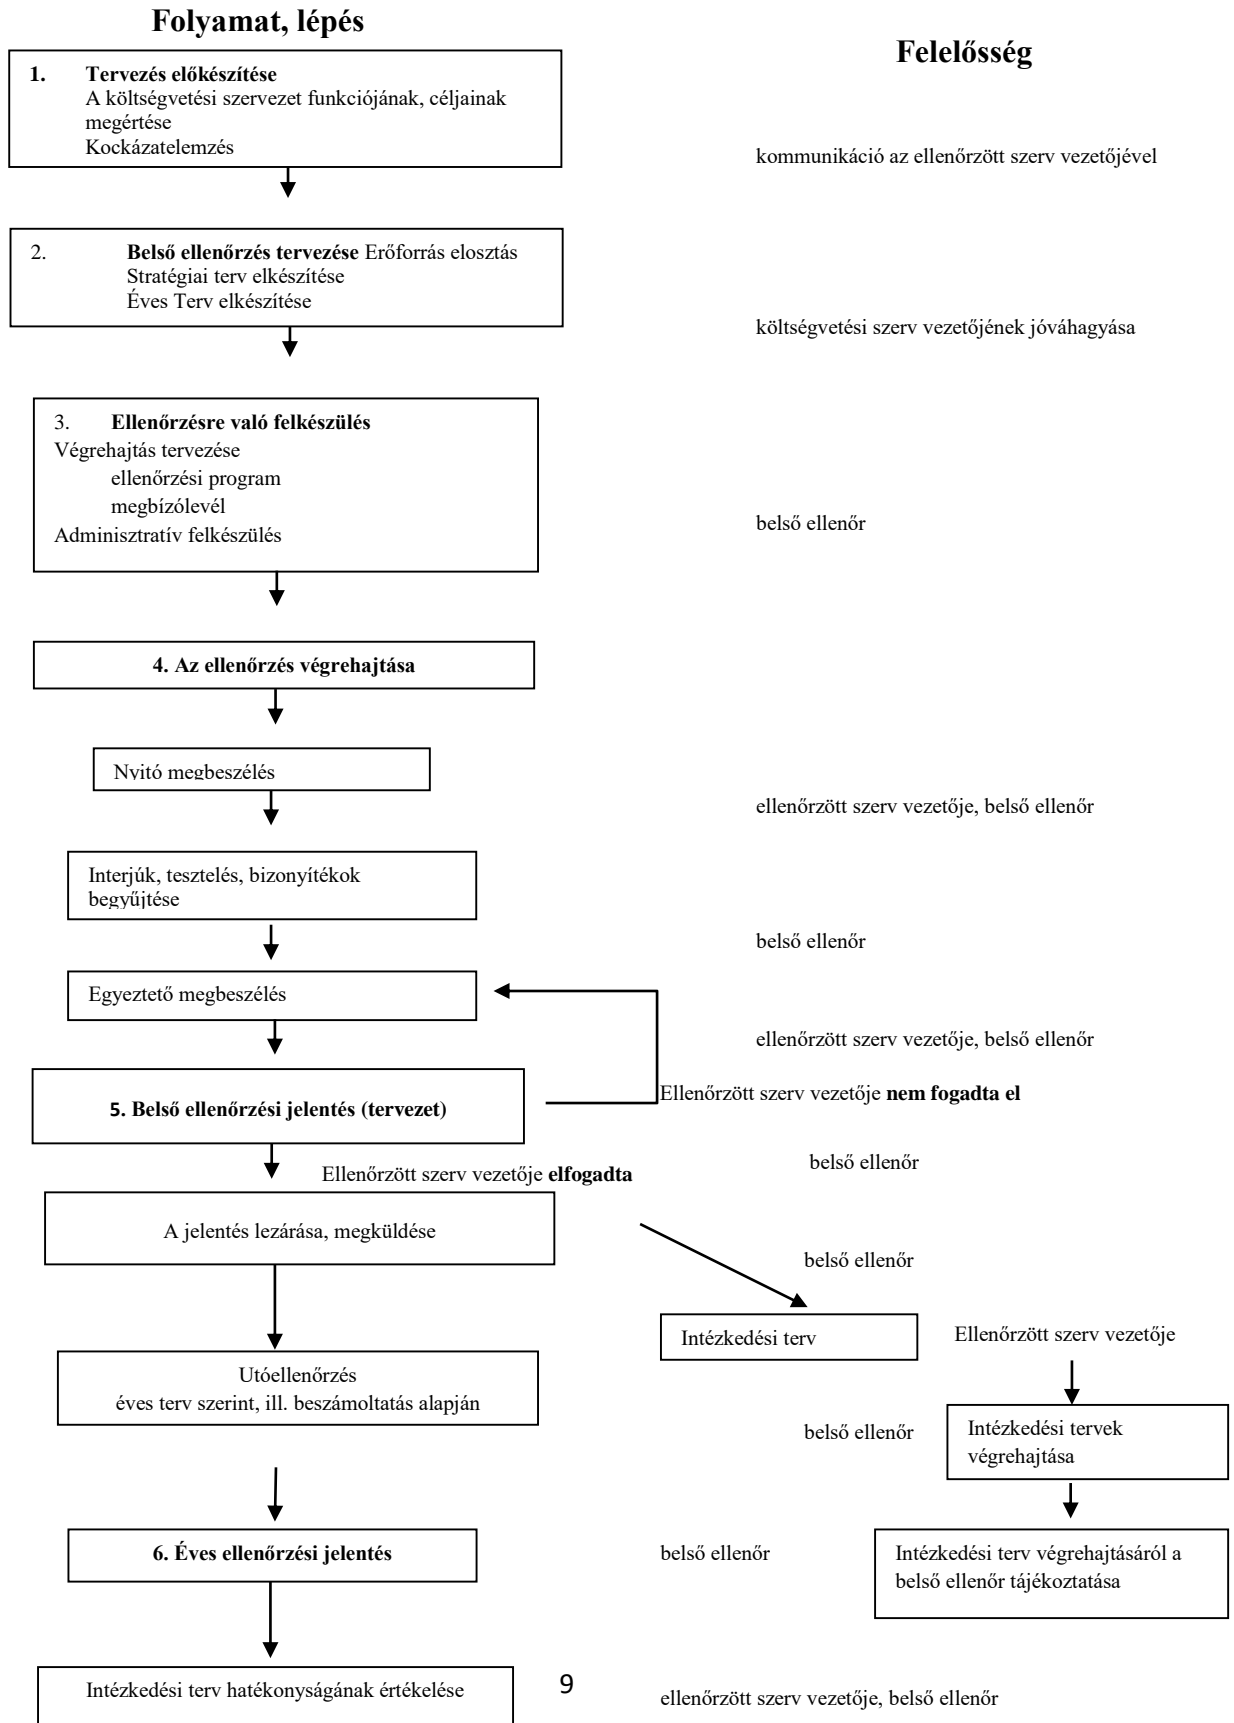 Folyamat, lépés
Felelősség
1. Tervezés előkészítése
A költségvetési szervezet funkciójának, céljainak
megértése
Kockázatelemzés
kommunikáció az ellenőrzött szerv vezetőjével
2. Belső ellenőrzés tervezése Erőforrás elosztás
Stratégiai terv elkészítése
Éves Terv elkészítése
költségvetési szerv vezetőjének jóváhagyása
3. Ellenőrzésre való felkészülés
Végrehajtás tervezése
ellenőrzési program
megbízólevél
Adminisztratív felkészülés
belső ellenőr
4. Az ellenőrzés végrehajtása
Nyitó megbeszélés
ellenőrzött szerv vezetője, belső ellenőr
Interjúk, tesztelés, bizonyítékok
begyűjtése
belső ellenőr
Egyeztető megbeszélés
ellenőrzött szerv vezetője, belső ellenőr
Ellenőrzött szerv vezetője nem fogadta el
5. Belső ellenőrzési jelentés (tervezet)
belső ellenőr
Ellenőrzött szerv vezetője elfogadta
A jelentés lezárása, megküldése
belső ellenőr
Intézkedési terv
Ellenőrzött szerv vezetője
Utóellenőrzés
éves terv szerint, ill. beszámoltatás alapján
belső ellenőr
Intézkedési tervek
végrehajtása
6. Éves ellenőrzési jelentés
belső ellenőr
Intézkedési terv végrehajtásáról a
belső ellenőr tájékoztatása
Intézkedési terv hatékonyságának értékelése
9
ellenőrzött szerv vezetője, belső ellenőr